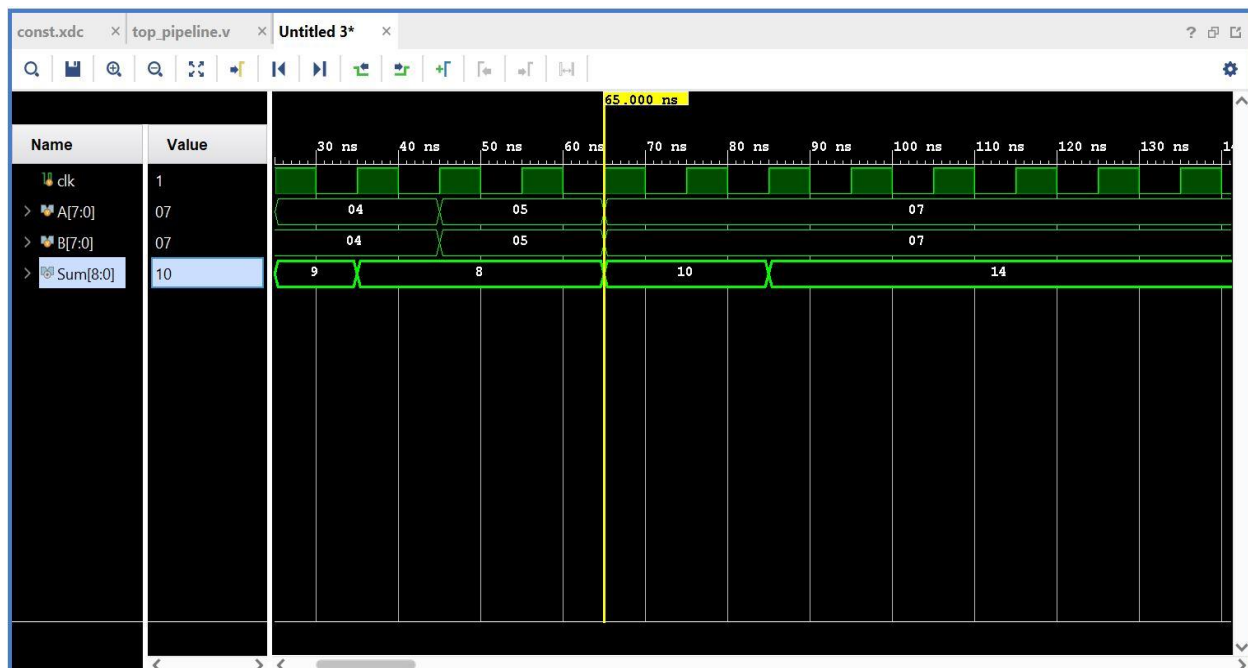 const.xdc × top_pipeline.v × Untitled 3* × ?
65.000 ns
Name Value
30 ns 40 ns 50 ns 60 ns 70 ns 80 ns 90 ns 100 ns 110 ns 120 ns 130 ns
clk 1
> A[7:0] 07 04 05 07
> B[7:0] 07 04 05 07
> Sum[8:0] 10 9 8 10 14